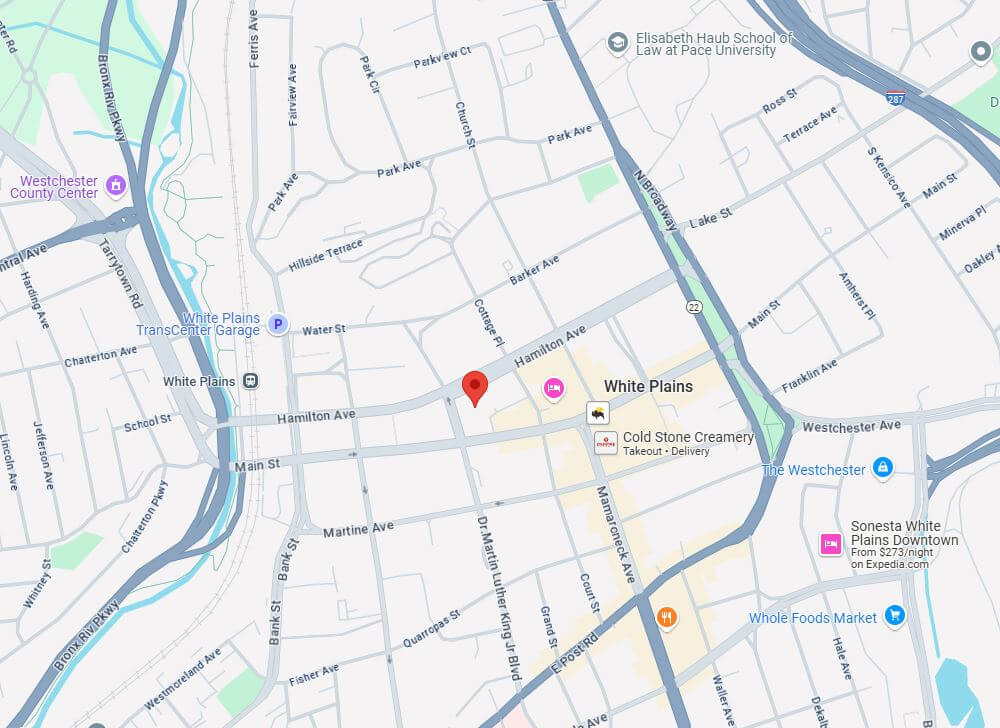 Ferris Ave
Elisabeth Haub School of
Law at Pace University
Parkview Ct
Park Cir
Fairview Ave
Bronx Riv Pkwy
287
Ross St
Church St
Park Ave
Terrace Ave
Park Ave
S Kensico Ave
Westchester
County Center
Park Ave
N Broadway
Main St
Lake St
Minerva Pl
Hillside Terrace
Tarrytown Rd
Barker Ave
Harding Ave
Amherst Pl
Main St
22
White Plains
TransCenter Garage
P
Water St
Cottage Pl
Hamilton Ave
Chatterton Ave
White Plains
White Plains
Franklin Ave
School St
Hamilton Ave
Cold Stone Creamery
Takeout • Delivery
Westchester Ave
Jefferson Ave
Lincoln Ave
Main St
The Westchester
Chatterton Pkwy
Mamaroneck Ave
Martine Ave
Dr.Martin Luther King Jr Blvd
Sonesta White
Plains Downtown
From $273/night
on Expedia.com
Bank St
Whitney St
Court St
Grand St
Whole Foods Market
Bank St
Quarropas St
Bronx Riv Pkwy
E Post Rd
Hale Ave
Westmoreland Ave
Fisher Ave
Waller Ave